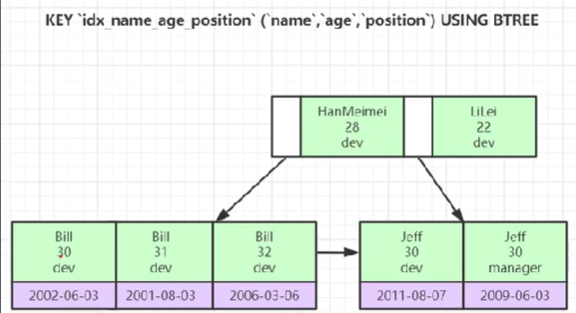 KEY `idx_name_age_position` (`name`,`age`,`position`) USING BTREE
HanMeimei
28
dev
LiLei
22
dev
Bill
30
dev
2002-06-03
Bill
31
dev
2001-08-03
Bill
32
dev
2006-03-06
Jeff
30
dev
2011-08-07
Jeff
30
manager
2009-06-03